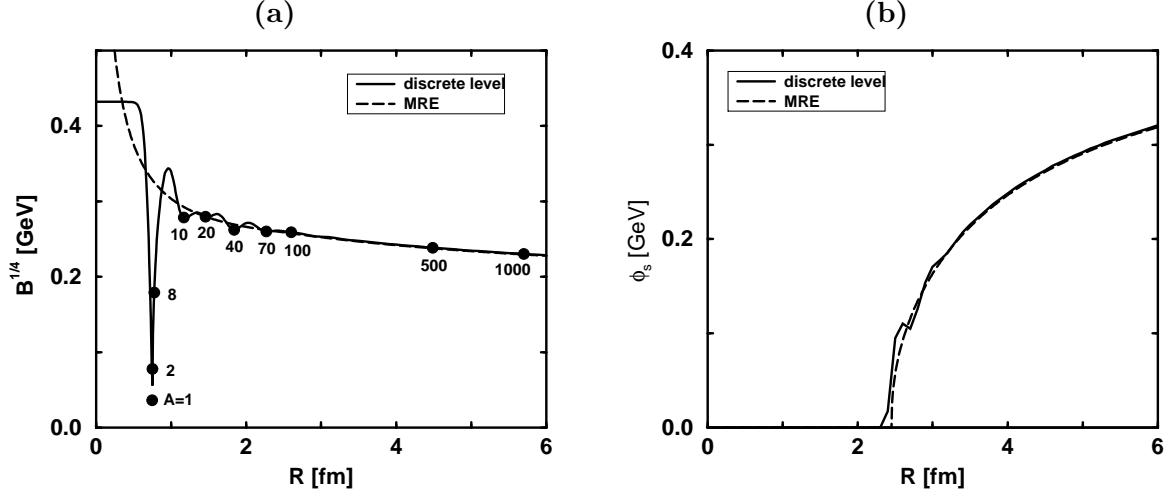 (a)
discrete level
MRE
0.4
0.2
0.0
B^{1/4} [GeV]
10
20
40
70
100
500
1000
8
2
A=1
0
2
4
6
R [fm]
(b)
discrete level
MRE
0.4
0.2
0.0
ϕ_s [GeV]
0
2
4
6
R [fm]